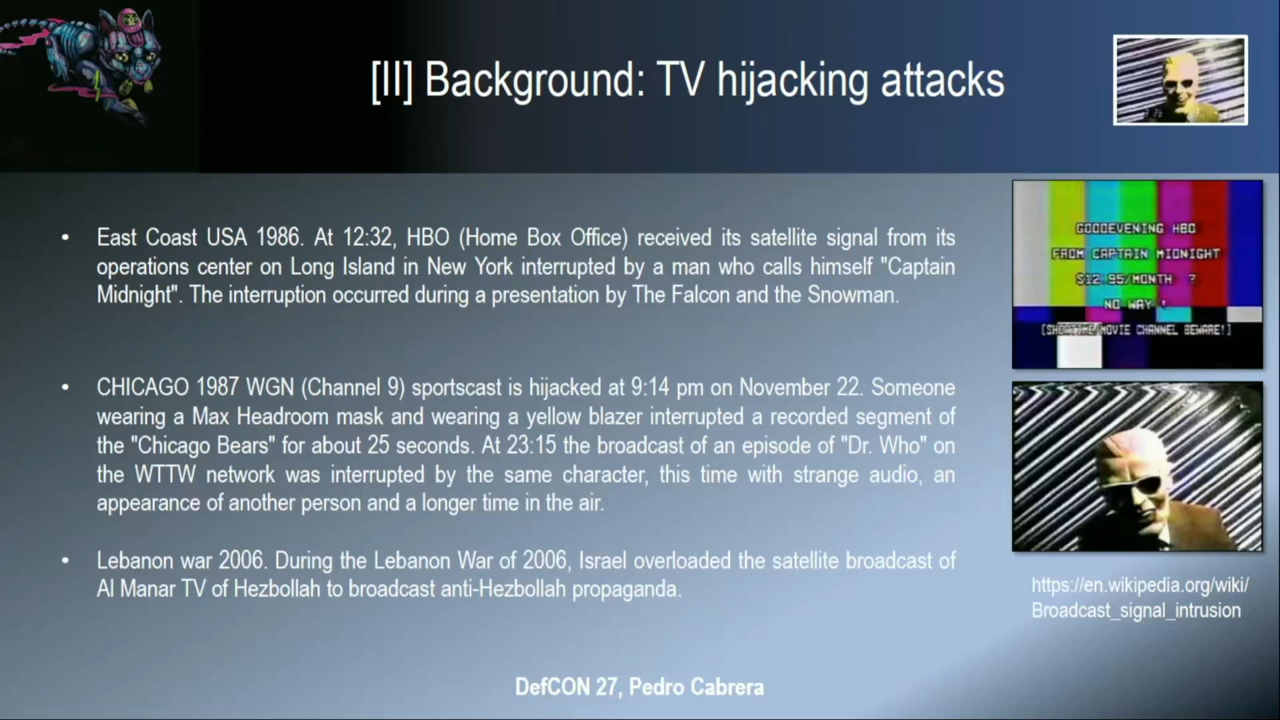 [II] Background: TV hijacking attacks
• East Coast USA 1986. At 12:32, HBO (Home Box Office) received its satellite signal from its
operations center on Long Island in New York interrupted by a man who calls himself "Captain
Midnight". The interruption occurred during a presentation by The Falcon and the Snowman.
• CHICAGO 1987 WGN (Channel 9) sportscast is hijacked at 9:14 pm on November 22. Someone
wearing a Max Headroom mask and wearing a yellow blazer interrupted a recorded segment of
the "Chicago Bears" for about 25 seconds. At 23:15 the broadcast of an episode of "Dr. Who" on
the WTTW network was interrupted by the same character, this time with strange audio, an
appearance of another person and a longer time in the air.
• Lebanon war 2006. During the Lebanon War of 2006, Israel overloaded the satellite broadcast of
Al Manar TV of Hezbollah to broadcast anti-Hezbollah propaganda.
GOODEVENING HBO
FROM CAPTAIN MIDNIGHT
$12.95/MONTH ?
NO WAY !
[SHOWTIME/MOVIE CHANNEL BEWARE!]
https://en.wikipedia.org/wiki/
Broadcast_signal_intrusion
DefCON 27, Pedro Cabrera